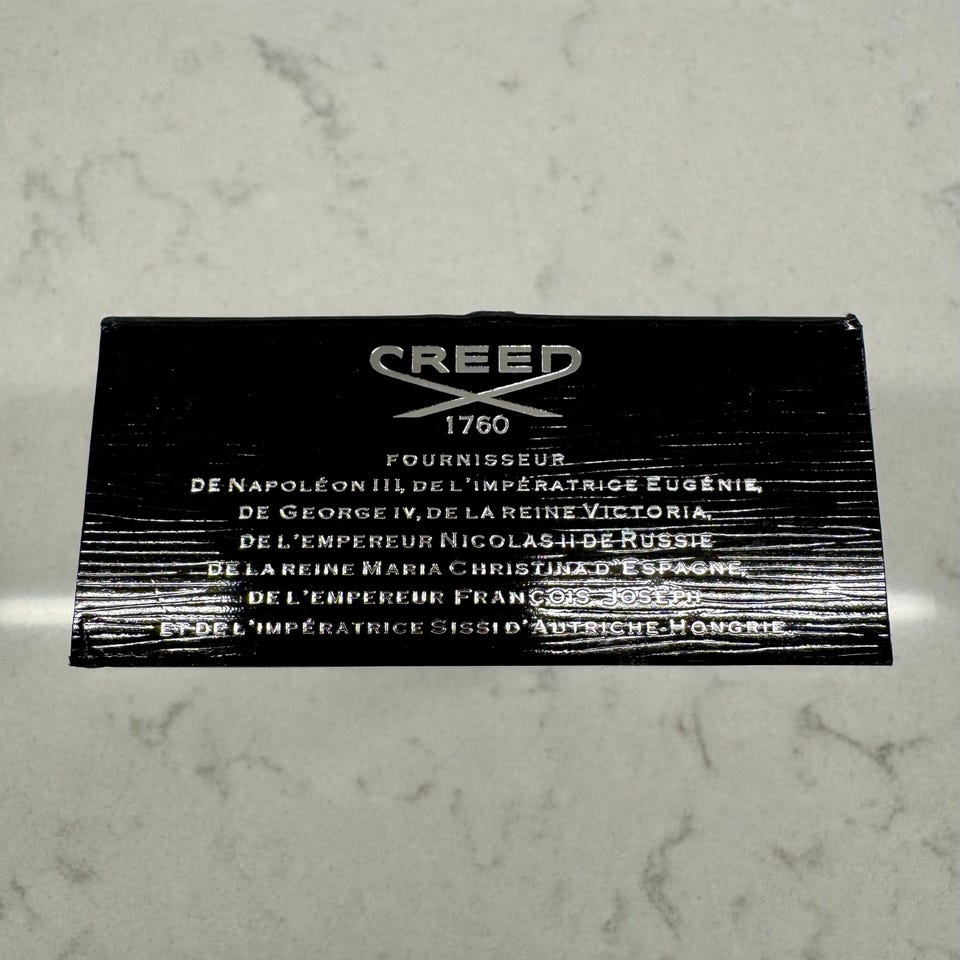 CREED
1760
FOURNISSEUR
DE NAPOLÉON III, DE L'IMPÉRATRICE EUGÉNIE,
DE GEORGE IV, DE LA REINE VICTORIA,
DE L'EMPEREUR NICOLAS II DE RUSSIE
DE LA REINE MARIA CHRISTINA D'ESPAGNE,
DE L'EMPEREUR FRANÇOIS JOSEPH
ET DE L'IMPÉRATRICE SISSI D'AUTRICHE-HONGRIE